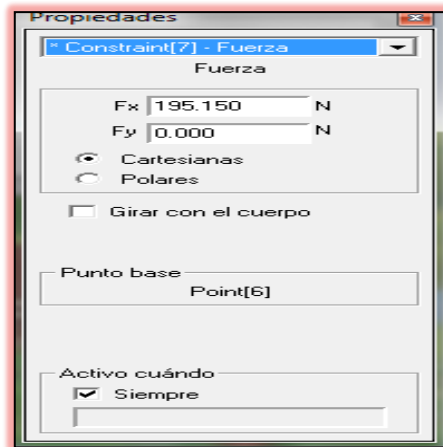 Propiedades
* Constraint[7] - Fuerza
Fuerza
Fx 195.150 N
Fy 0.000 N
Cartesianas
Polares
Girar con el cuerpo
Punto base
Point[6]
Activo cuándo
Siempre